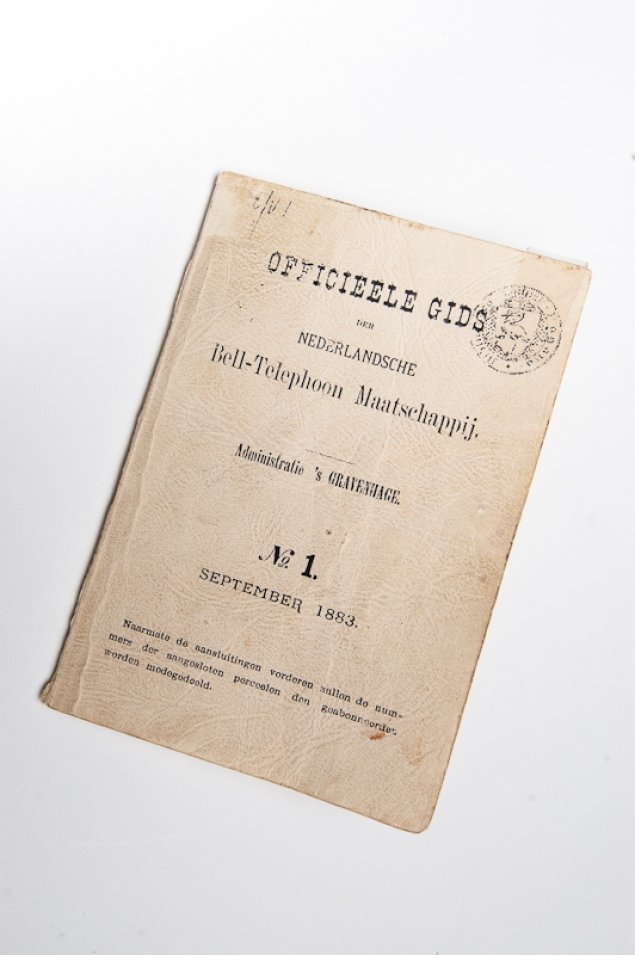 OFFICIEELE GIDS
DER
NEDERLANDSCHE
Bell-Telephoon Maatschappij.
Administratie 's GRAVENHAGE.
No. 1.
SEPTEMBER 1883.
Naarmate de aansluitingen vorderen zullen de num-
mers der aangesloten perceelen den geabonneerden
worden medegedeeld.